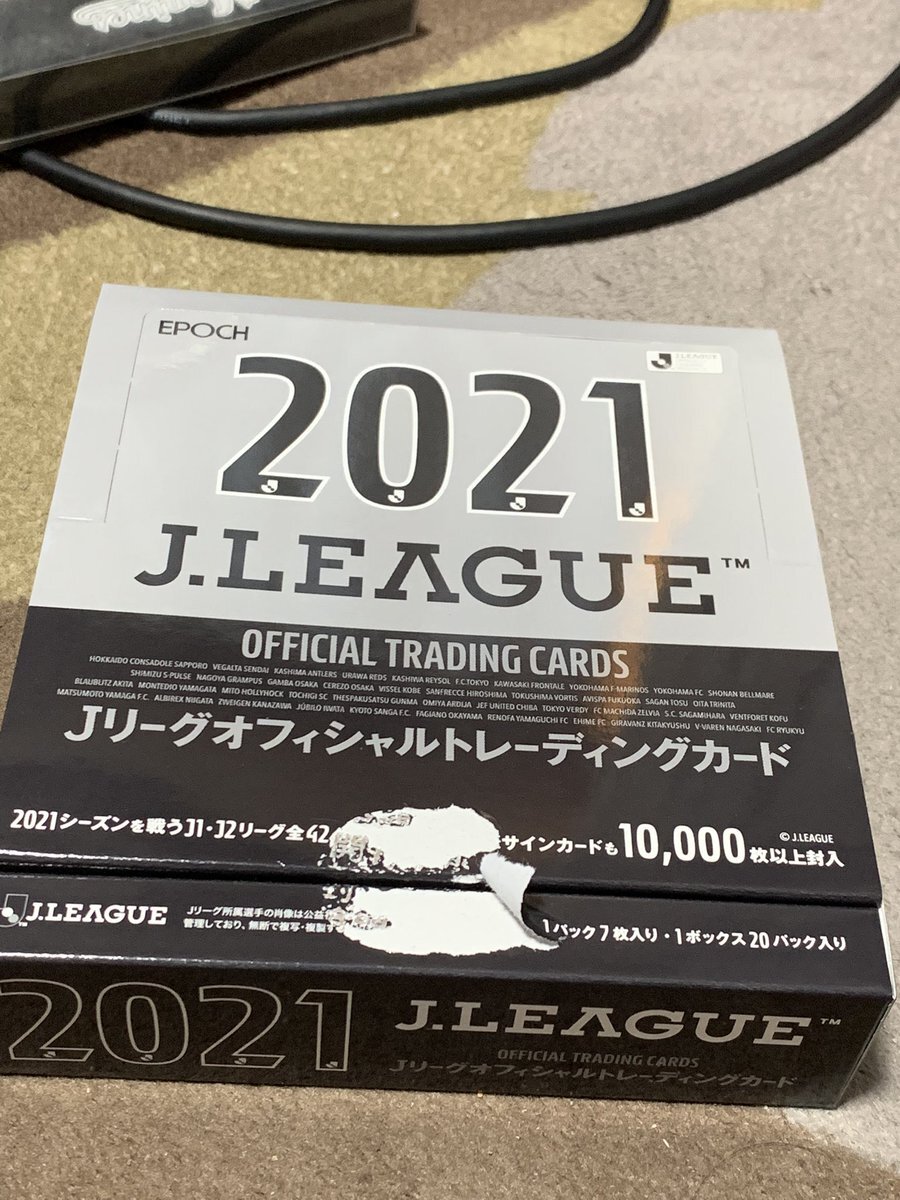 EPOCH
J.LEAGUE
2021
J.LEAGUE™
OFFICIAL TRADING CARDS
HOKKAIDO CONSADOLE SAPPORO VEGALTA SENDAI KASHIMA ANTLERS URAWA REDS KASHIWA REYSOL F.C.TOKYO KAWASAKI FRONTALE YOKOHAMA F·MARINOS YOKOHAMA FC SHONAN BELLMARE
SHIMIZU S-PULSE NAGOYA GRAMPUS GAMBA OSAKA CEREZO OSAKA VISSEL KOBE SANFRECCE HIROSHIMA TOKUSHIMA VORTIS AVISPA FUKUOKA SAGAN TOSU OITA TRINITA
BLAUBLITZ AKITA MONTEDIO YAMAGATA MITO HOLLYHOCK TOCHIGI SC THESPAKUSATSU GUNMA OMIYA ARDIJA JEF UNITED CHIBA TOKYO VERDY FC MACHIDA ZELVIA S.C. SAGAMIHARA VENTFORET KOFU
MATSUMOTO YAMAGA F.C. ALBIREX NIIGATA ZWEIGEN KANAZAWA JÚBILO IWATA KYOTO SANGA F.C. FAGIANO OKAYAMA RENOFA YAMAGUCHI FC EHIME FC GIRAVANZ KITAKYUSHU V·VAREN NAGASAKI FC RYUKYU
Jリーグオフィシャルトレーディングカード
© J.LEAGUE
2021シーズンを戦うJ1・J2リーグ全42 サインカードも10,000枚以上封入
J.LEAGUE Jリーグ所属選手の肖像は公益
管理しており、無断で複写・複製 1パック7枚入り・1ボックス20パック入り
2021 J.LEAGUE™
OFFICIAL TRADING CARDS
Jリーグオフィシャルトレーディングカード